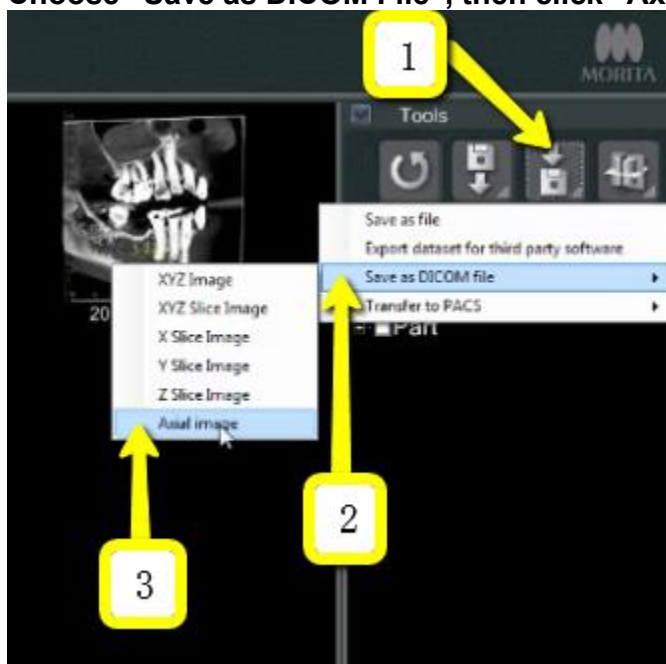 Choose "Save as DICOM File", then click "Ax
1
MORITA
Tools
Save as file
Export dataset for third party software
Save as DICOM file
Transfer to PACS
Part
XYZ Image
XYZ Slice Image
X Slice Image
Y Slice Image
Z Slice Image
Axial image
20
2
3